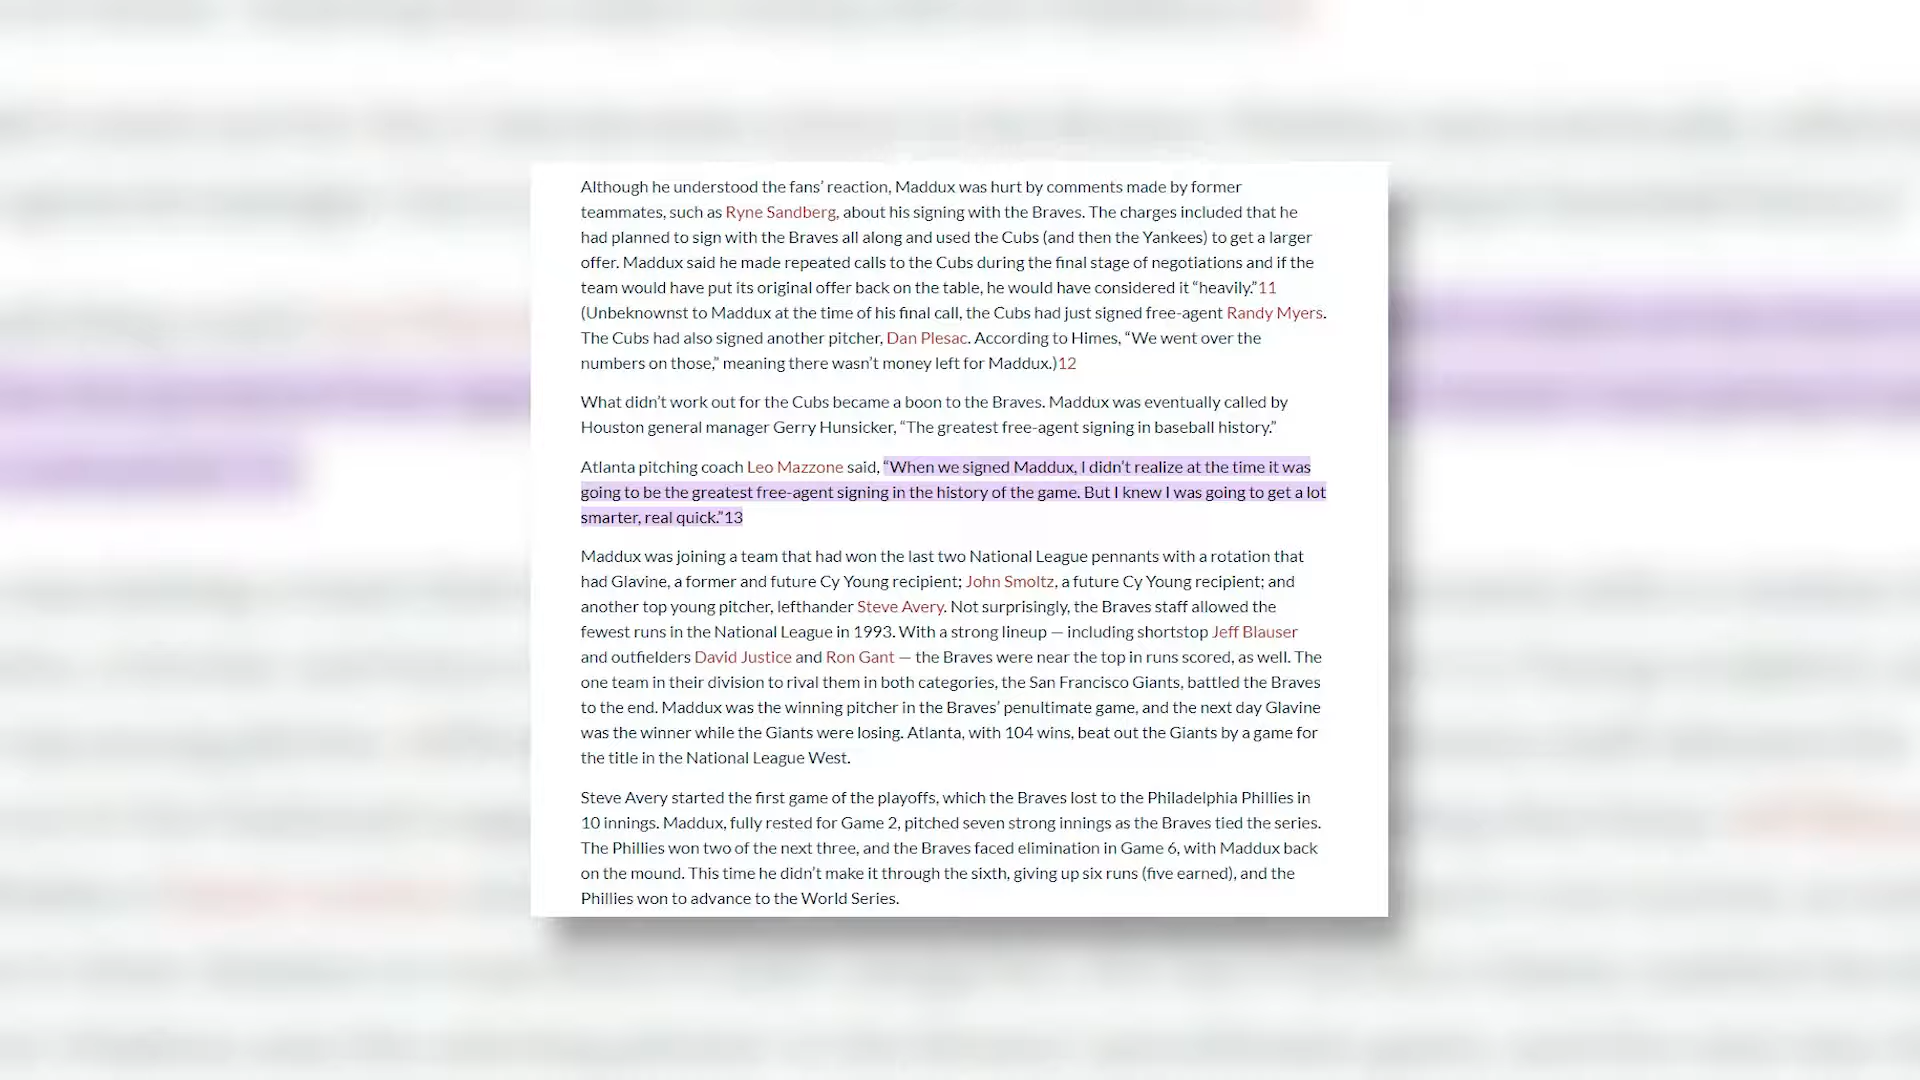 Although he understood the fans’ reaction, Maddux was hurt by comments made by former
teammates, such as Ryne Sandberg, about his signing with the Braves. The charges included that he
had planned to sign with the Braves all along and used the Cubs (and then the Yankees) to get a larger
offer. Maddux said he made repeated calls to the Cubs during the final stage of negotiations and if the
team would have put its original offer back on the table, he would have considered it “heavily.”11
(Unbeknownst to Maddux at the time of his final call, the Cubs had just signed free-agent Randy Myers.
The Cubs had also signed another pitcher, Dan Plesac. According to Himes, “We went over the
numbers on those,” meaning there wasn’t money left for Maddux.)12
What didn’t work out for the Cubs became a boon to the Braves. Maddux was eventually called by
Houston general manager Gerry Hunsicker, “The greatest free-agent signing in baseball history.”
Atlanta pitching coach Leo Mazzone said, “When we signed Maddux, I didn’t realize at the time it was
going to be the greatest free-agent signing in the history of the game. But I knew I was going to get a lot
smarter, real quick.”13
Maddux was joining a team that had won the last two National League pennants with a rotation that
had Glavine, a former and future Cy Young recipient; John Smoltz, a future Cy Young recipient; and
another top young pitcher, lefthander Steve Avery. Not surprisingly, the Braves staff allowed the
fewest runs in the National League in 1993. With a strong lineup — including shortstop Jeff Blauser
and outfielders David Justice and Ron Gant — the Braves were near the top in runs scored, as well. The
one team in their division to rival them in both categories, the San Francisco Giants, battled the Braves
to the end. Maddux was the winning pitcher in the Braves’ penultimate game, and the next day Glavine
was the winner while the Giants were losing. Atlanta, with 104 wins, beat out the Giants by a game for
the title in the National League West.
Steve Avery started the first game of the playoffs, which the Braves lost to the Philadelphia Phillies in
10 innings. Maddux, fully rested for Game 2, pitched seven strong innings as the Braves tied the series.
The Phillies won two of the next three, and the Braves faced elimination in Game 6, with Maddux back
on the mound. This time he didn’t make it through the sixth, giving up six runs (five earned), and the
Phillies won to advance to the World Series.